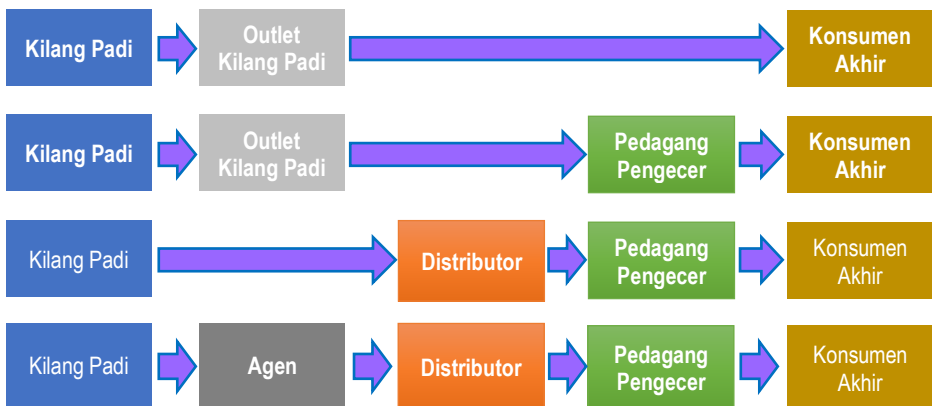 Kilang Padi
Outlet
Kilang Padi
Konsumen
Akhir
Kilang Padi
Outlet
Kilang Padi
Pedagang
Pengecer
Konsumen
Akhir
Kilang Padi
Distributor
Pedagang
Pengecer
Konsumen
Akhir
Kilang Padi
Agen
Distributor
Pedagang
Pengecer
Konsumen
Akhir